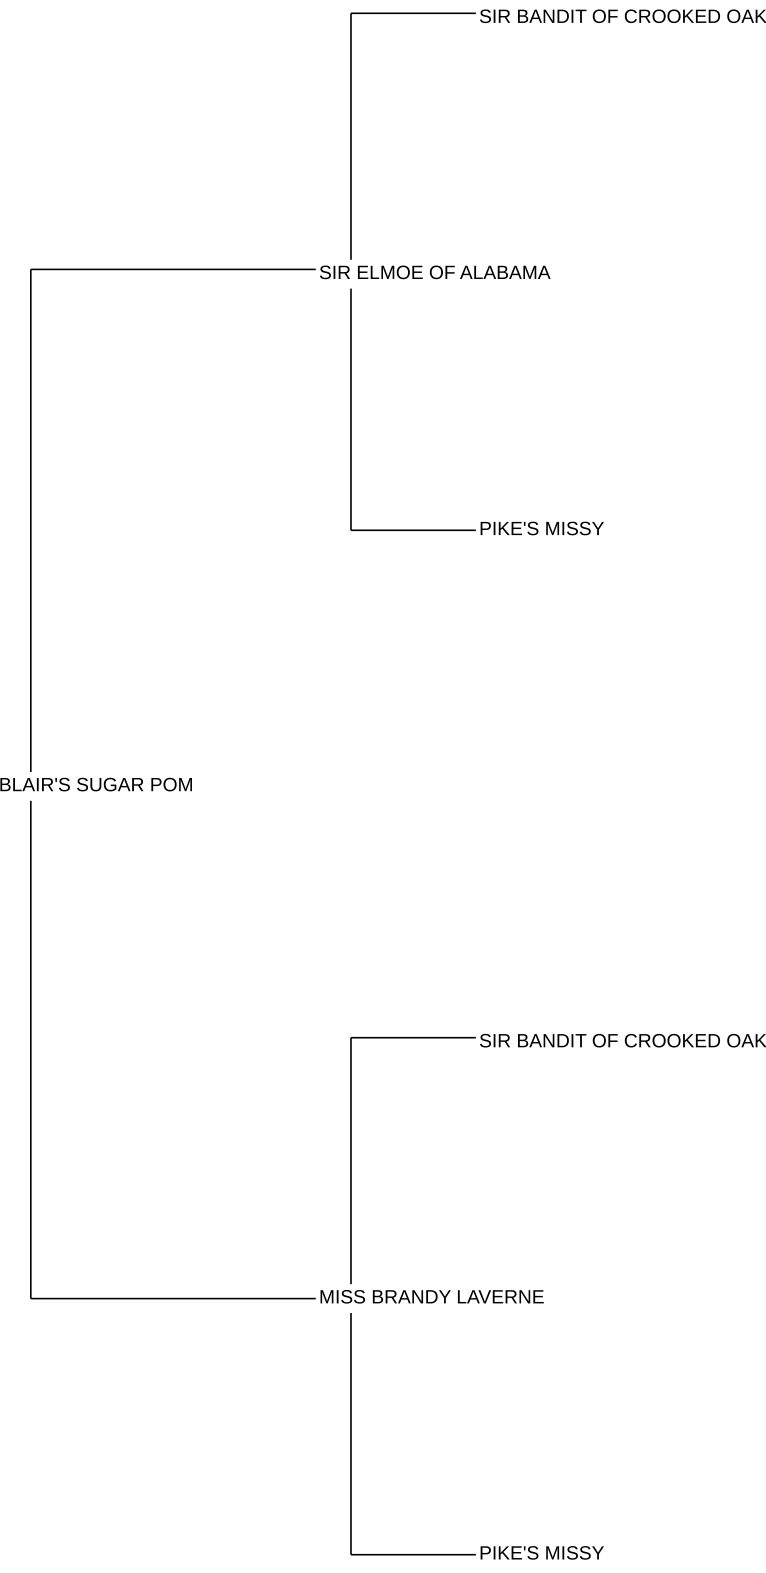 SIR BANDIT OF CROOKED OAK
SIR ELMOE OF ALABAMA
PIKE'S MISSY
BLAIR'S SUGAR POM
SIR BANDIT OF CROOKED OAK
MISS BRANDY LAVERNE
PIKE'S MISSY